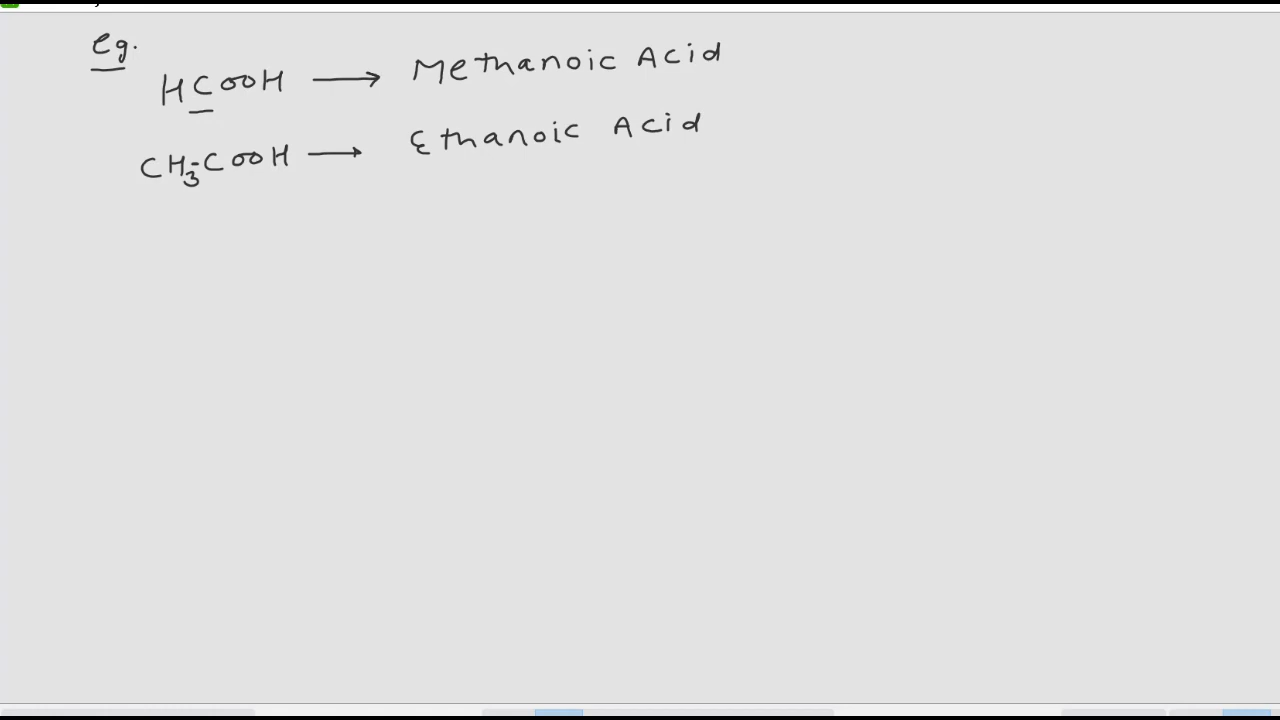 eg.
HCOOH → Methanoic Acid
CH₃-COOH → Ethanoic Acid